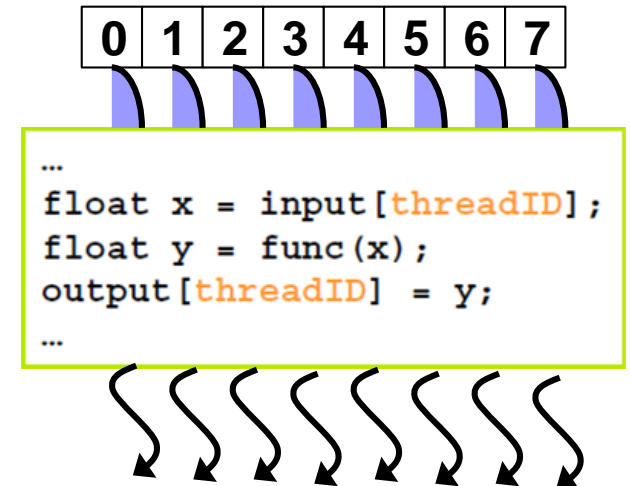 0 1 2 3 4 5 6 7
…
float x = input[threadID];
float y = func(x);
output[threadID] = y;
…